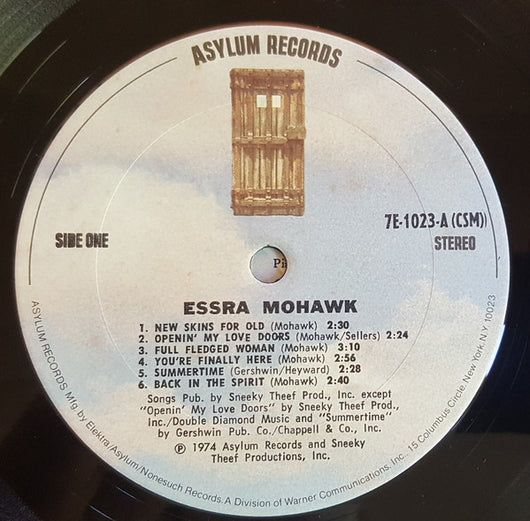 ASYLUM RECORDS
7E-1023-A (CSM)
SIDE ONE
STEREO
ESSRA MOHAWK
1. NEW SKINS FOR OLD (Mohawk) 2:30
2. OPENIN' MY LOVE DOORS (Mohawk/Sellers) 2:24
3. FULL FLEDGED WOMAN (Mohawk) 3:10
4. YOU'RE FINALLY HERE (Mohawk) 2:56
5. SUMMERTIME (Gershwin/Heyward) 2:28
6. BACK IN THE SPIRIT (Mohawk) 2:40
Songs Pub. by Sneeky Theef Prod., Inc. except
"Openin' My Love Doors" by Sneeky Theef Prod.,
Inc./Double Diamond Music and "Summertime"
by Gershwin Pub. Co./Chappell & Co., Inc.
℗ 1974 Asylum Records and Sneeky
Theef Productions, Inc.
ASYLUM RECORDS Mfg by Elektra/Asylum/Nonesuch Records. A Division of Warner Communications, Inc. · 15 Columbus Circle, New York, N.Y. 10023